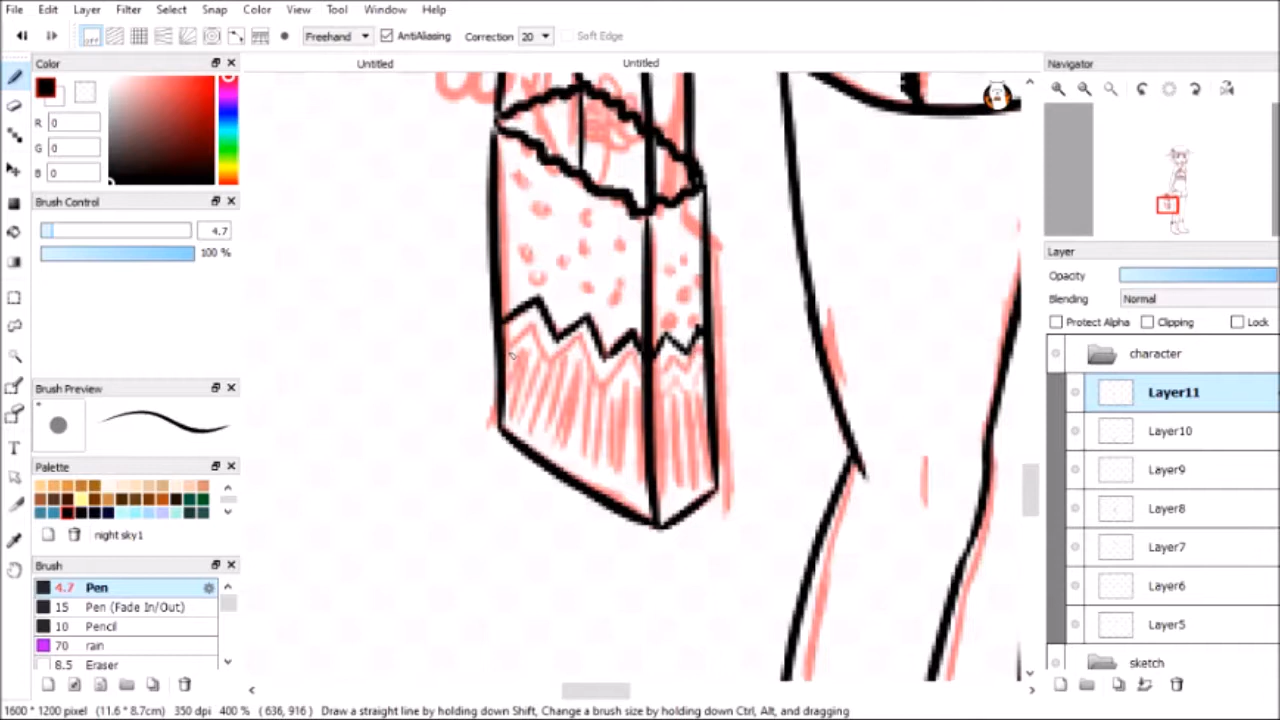 File Edit Layer Filter Select Snap Color View Tool Window Help
off Freehand AntiAliasing Correction 20 Soft Edge
Color
R 0
G 0
B 0
Untitled Untitled
Navigator
Brush Control
4.7
100 %
Layer
Opacity
Blending Normal
Protect Alpha Clipping Lock
character
Layer11
Layer10
Layer9
Layer8
Layer7
Layer6
Layer5
sketch
Brush Preview
Palette
night sky1
Brush
4.7 Pen
15 Pen (Fade In/Out)
10 Pencil
70 rain
8.5 Eraser
1600 * 1200 pixel (11.6 * 8.7cm) 350 dpi 400 % ( 636, 916 ) Draw a straight line by holding down Shift, Change a brush size by holding down Ctrl, Alt, and dragging